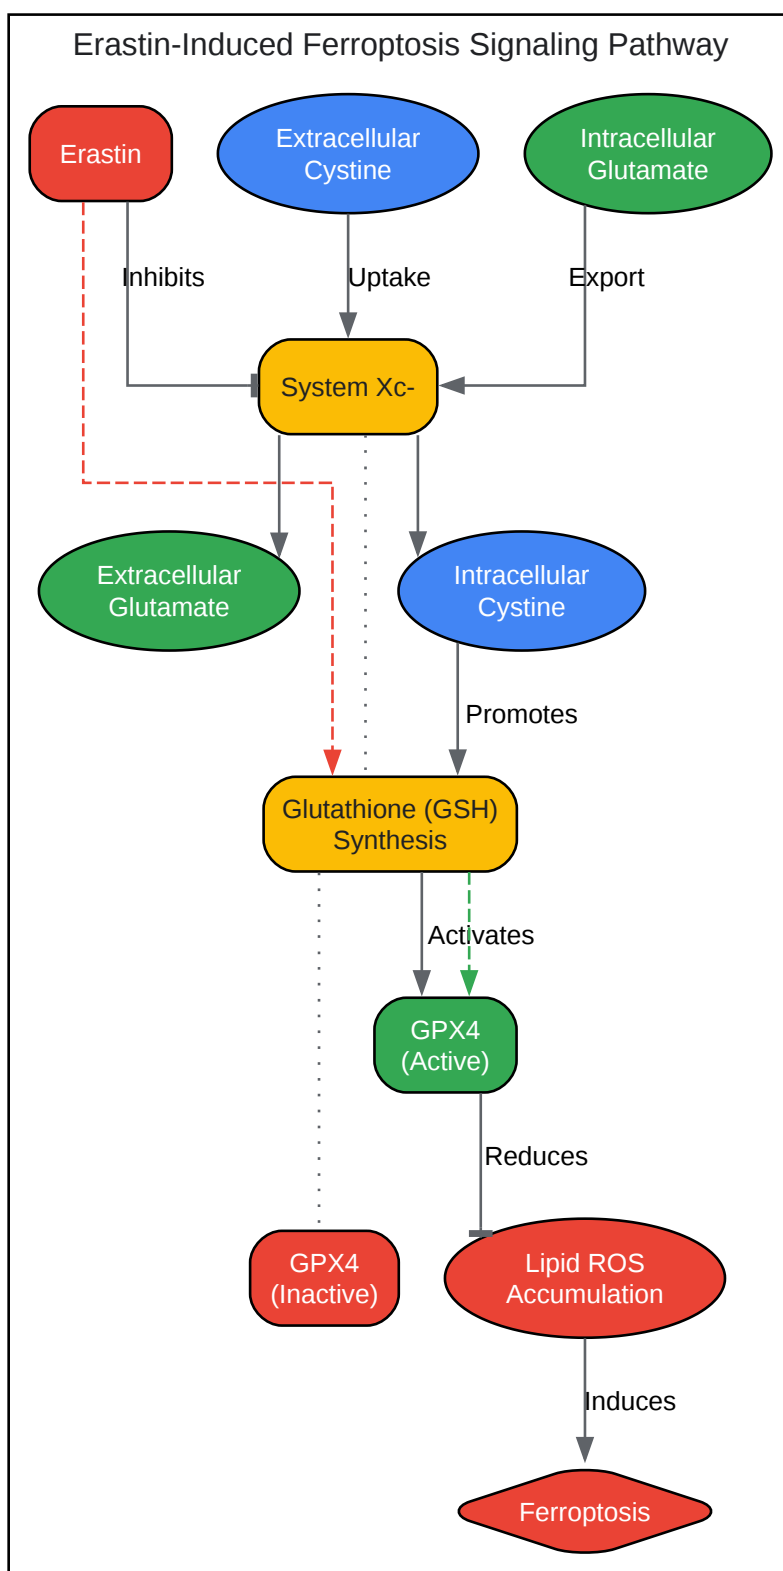 Erastin-Induced Ferroptosis Signaling Pathway
Erastin
Extracellular
Cystine
Intracellular
Glutamate
Inhibits
Uptake
Export
System Xc-
Extracellular
Glutamate
Intracellular
Cystine
Promotes
Glutathione (GSH)
Synthesis
Activates
GPX4
(Active)
Reduces
GPX4
(Inactive)
Lipid ROS
Accumulation
Induces
Ferroptosis